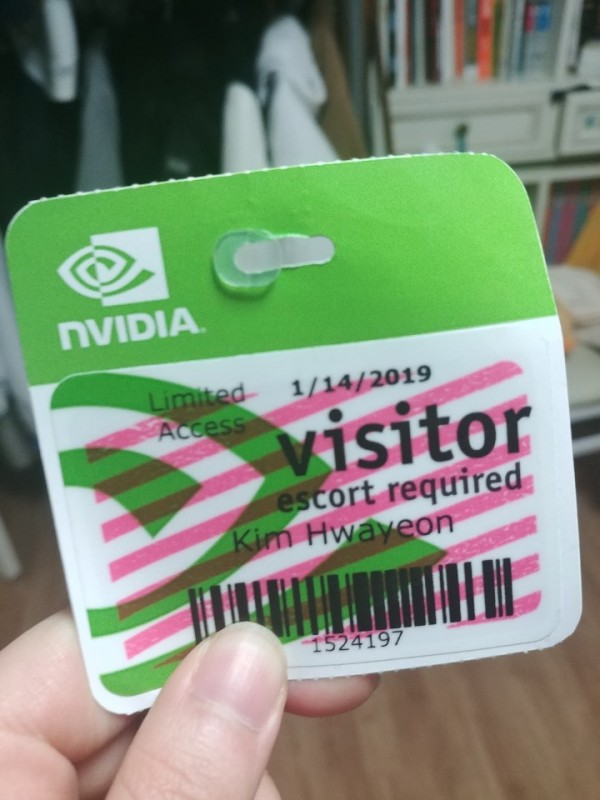 NVIDIA.
Limited
Access
1/14/2019
visitor
escort required
Kim Hwayeon
1524197